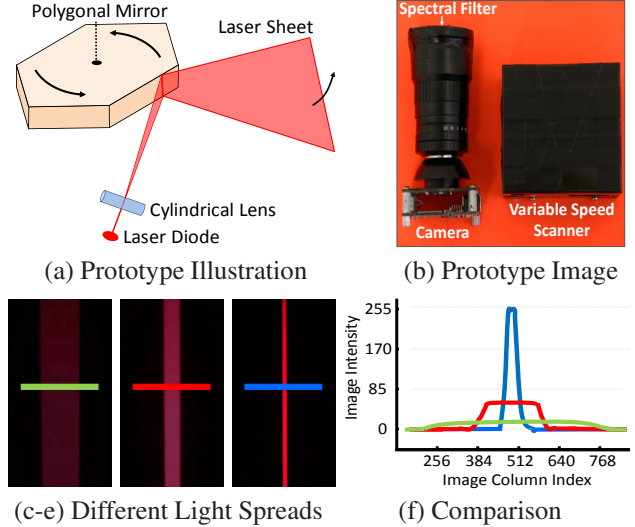 Polygonal Mirror
Laser Sheet
Cylindrical Lens
Laser Diode
(a) Prototype Illustration
Spectral Filter
Camera
Variable Speed
Scanner
(b) Prototype Image
(c-e) Different Light Spreads
Image Intensity
255
170
85
0
256 384 512 640 768
Image Column Index
(f) Comparison